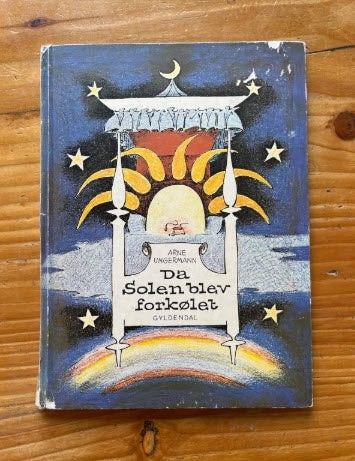 ARNE
UNGERMANN
Da
Solen blev
forkølet
GYLDENDAL